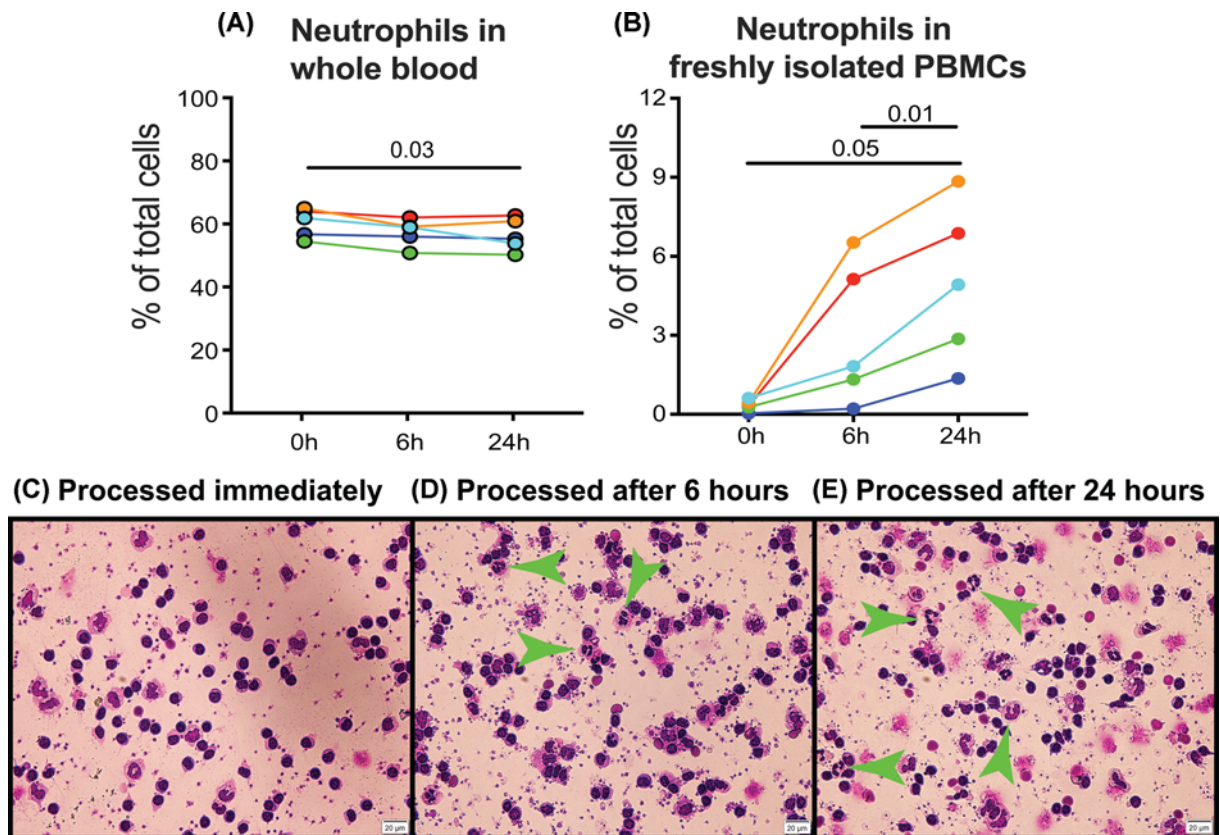 (A) Neutrophils in
whole blood
% of total cells
100
80
60
40
20
0
0.03
0h 6h 24h
(B) Neutrophils in
freshly isolated PBMCs
% of total cells
12
9
6
3
0
0.01
0.05
0h 6h 24h
(C) Processed immediately
(D) Processed after 6 hours
(E) Processed after 24 hours
20 µm
20 µm
20 µm